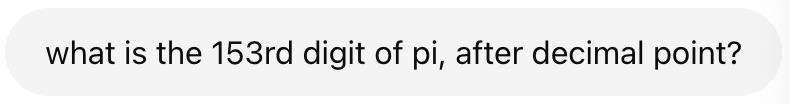 what is the 153rd digit of pi, after decimal point?